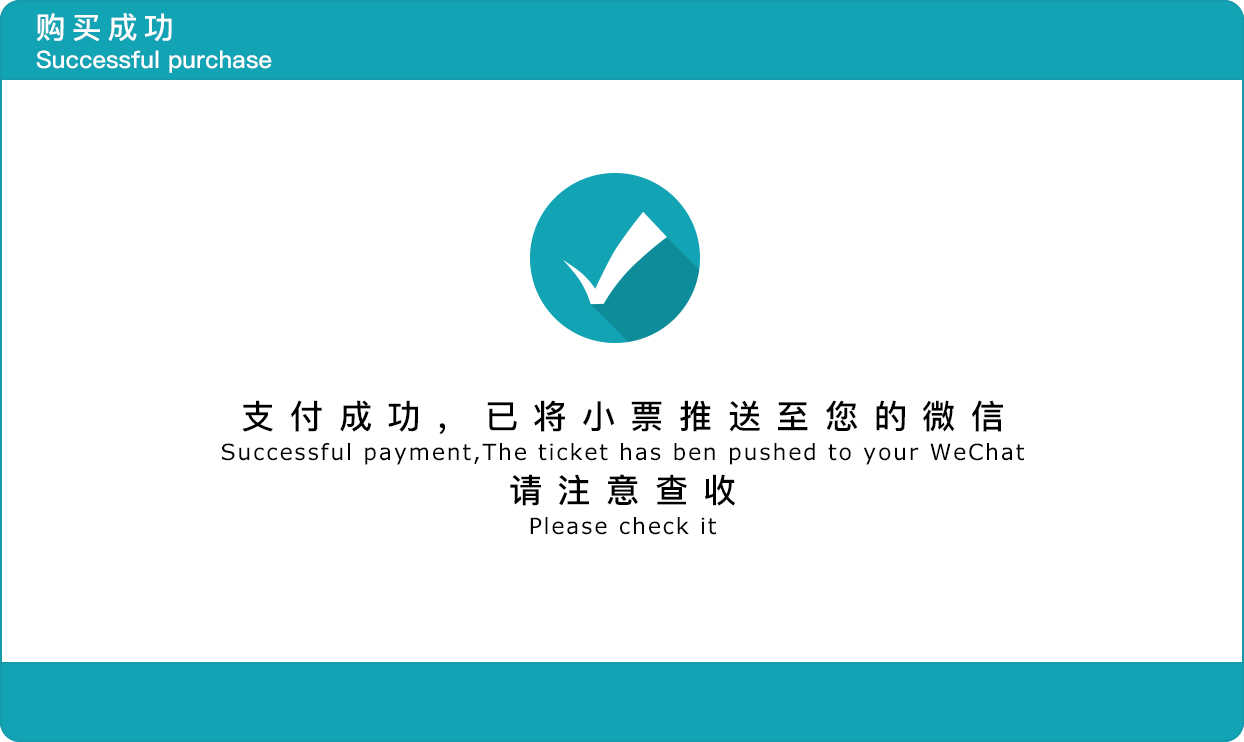 购买成功
Successful purchase
支付成功，已将小票推送至您的微信
Successful payment,The ticket has ben pushed to your WeChat
请注意查收
Please check it